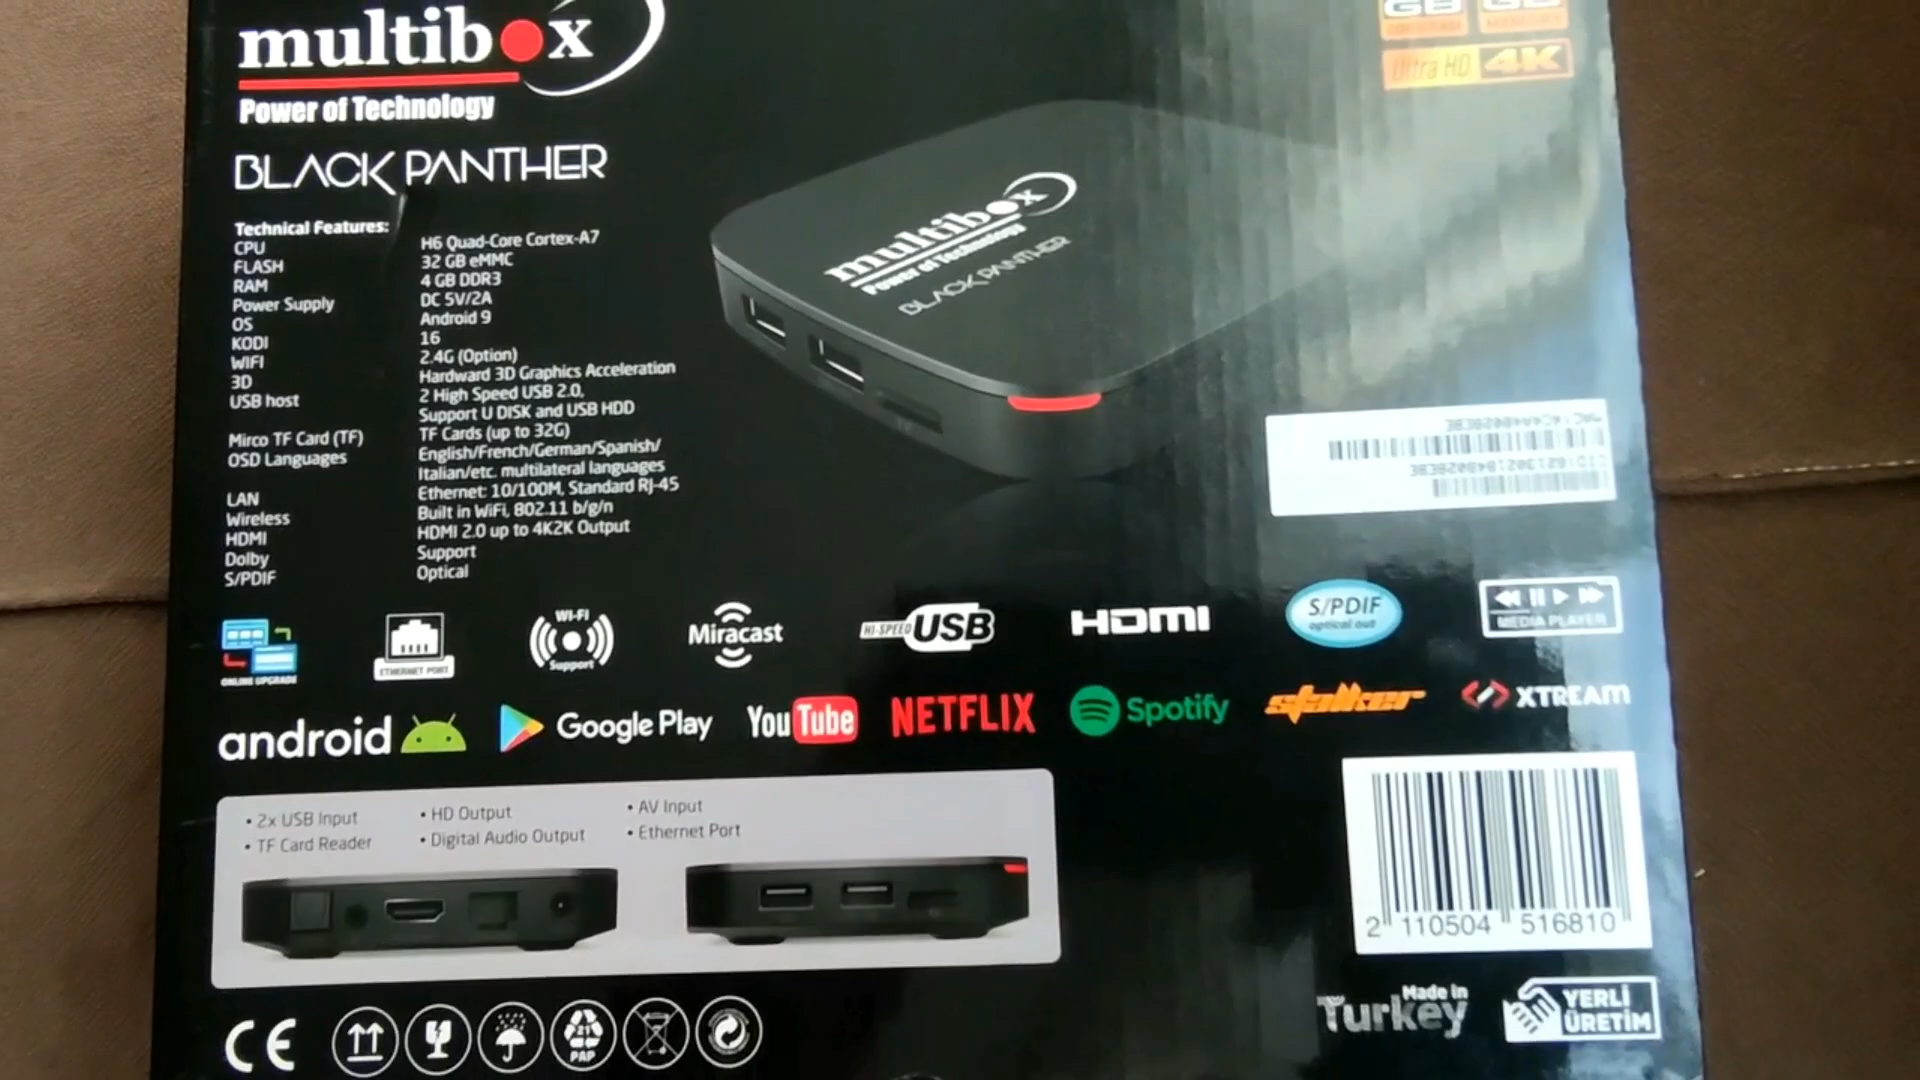 multibox
Power of Technology
BLACK PANTHER
Ultra HD 4K
Technical Features:
CPU H6 Quad-Core Cortex-A7
FLASH 32 GB eMMC
RAM 4 GB DDR3
Power Supply DC 5V/2A
OS Android 9
KODI 16
WIFI 2.4G (Option)
3D Hardward 3D Graphics Acceleration
USB host 2 High Speed USB 2.0,
Support U DISK and USB HDD
Mirco TF Card (TF) TF Cards (up to 32G)
OSD Languages English/French/German/Spanish/
Italian/etc. multilateral languages
LAN Ethernet: 10/100M, Standard RJ-45
Wireless Built in WiFi, 802.11 b/g/n
HDMI HDMI 2.0 up to 4K2K Output
Dolby Support
S/PDIF Optical
multibox
Power of Technology
BLACK PANTHER
ONLINE UPGRADE
ETHERNET PORT
WI-FI
Support
Miracast
HI-SPEED USB
HDMI
S/PDIF
optical out
MEDIA PLAYER
android
Google Play
YouTube
NETFLIX
Spotify
stalker
XTREAM
• 2x USB Input
• TF Card Reader
• HD Output
• Digital Audio Output
• AV Input
• Ethernet Port
2 110504 516810
CE
21
PAP
Made in
Turkey
YERLİ
ÜRETİM